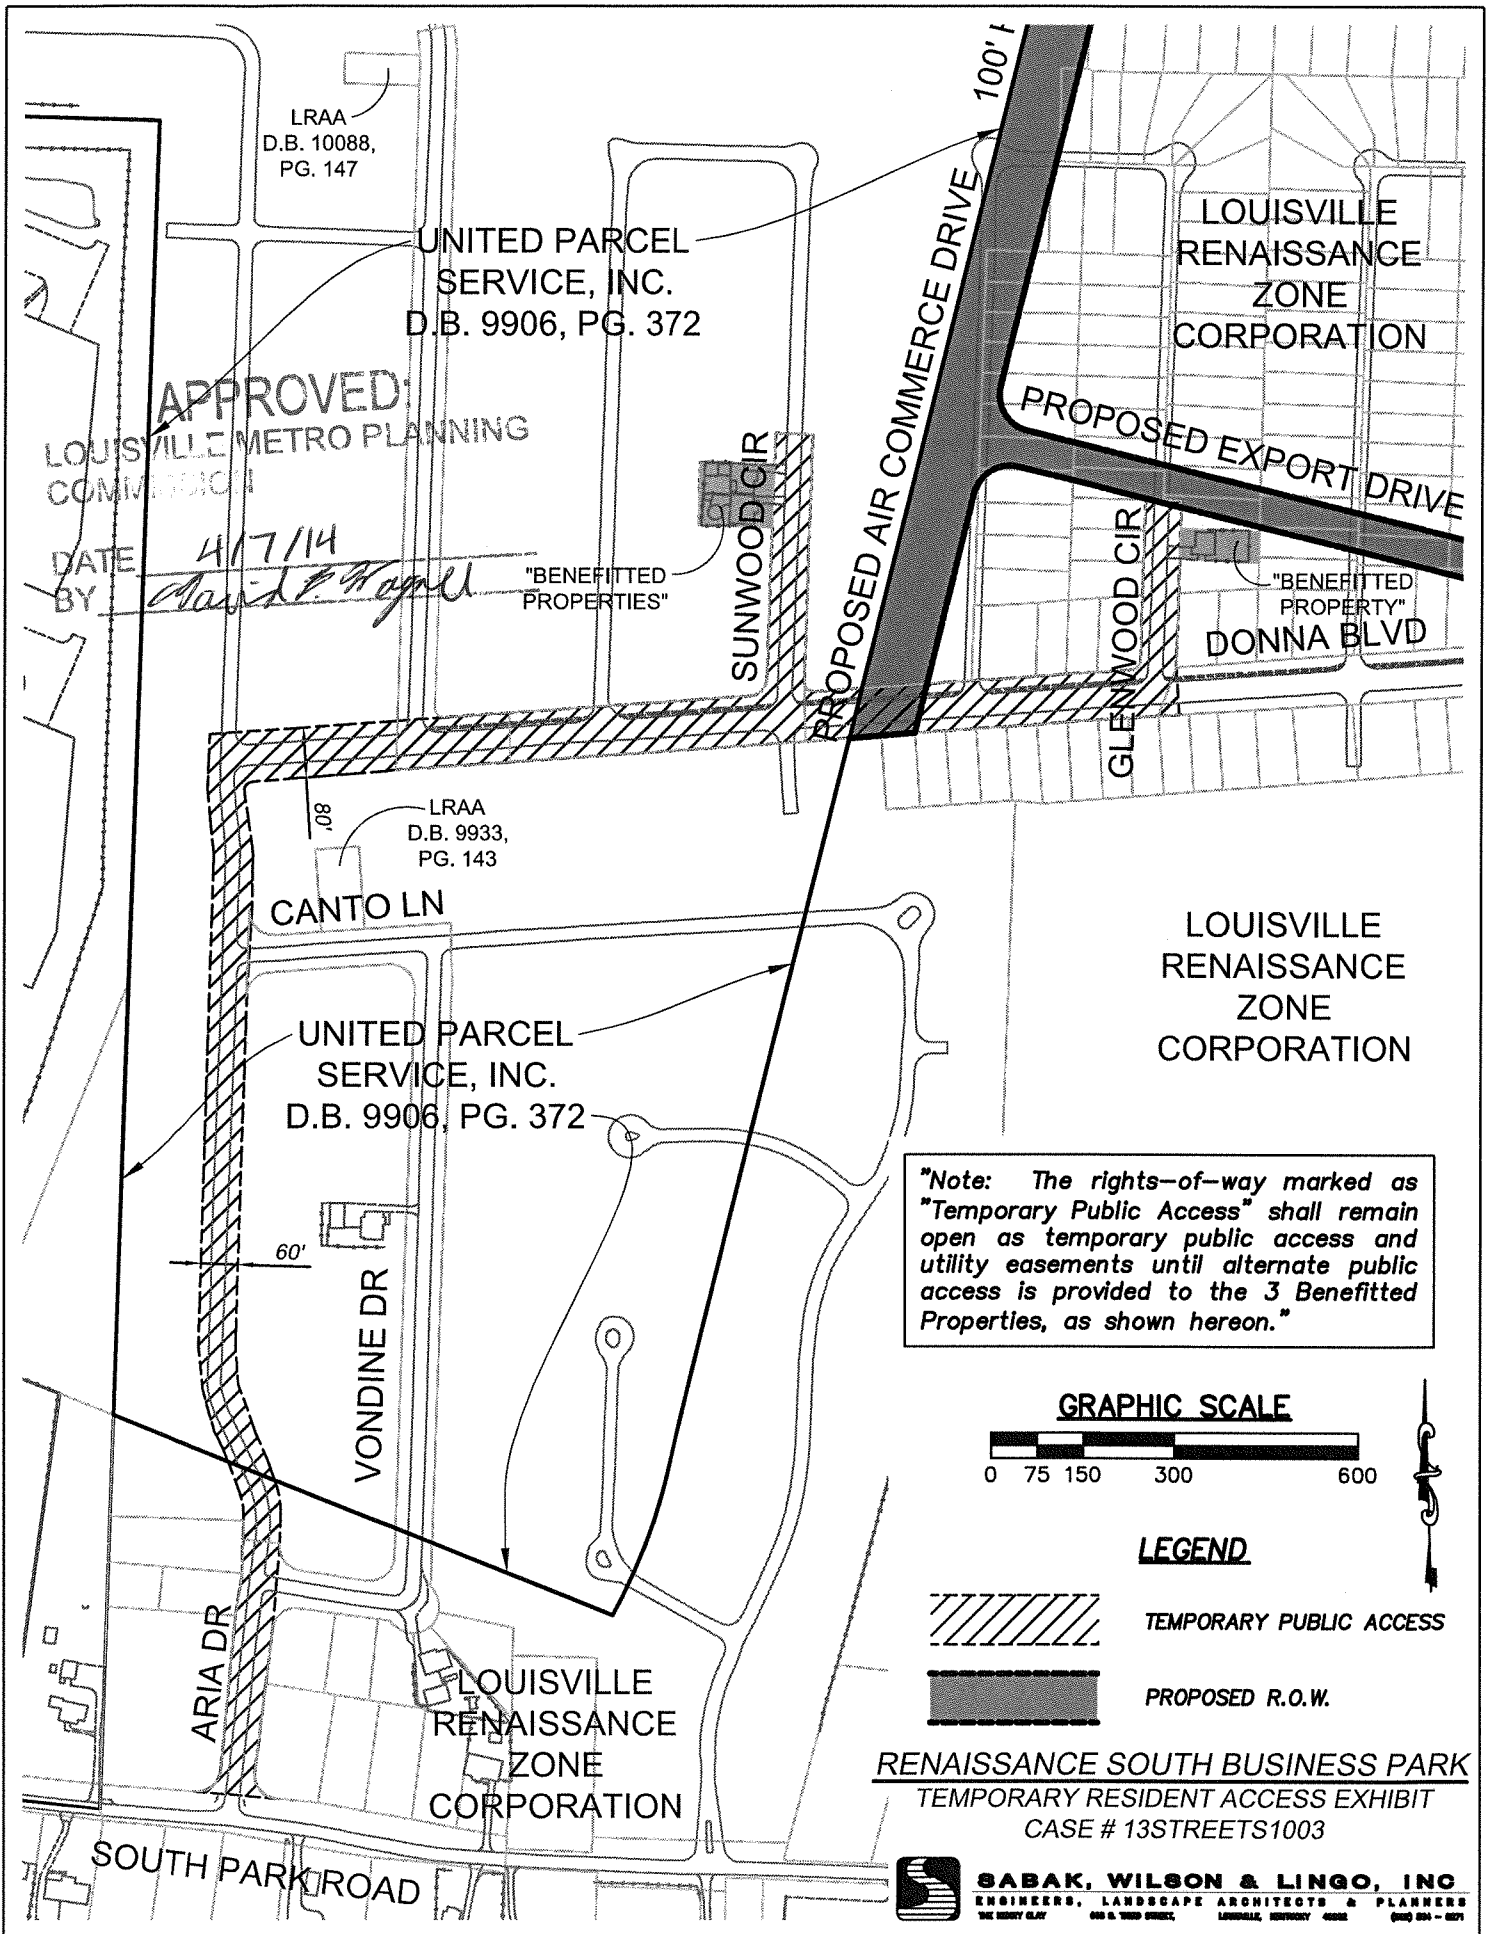 100'
LRAA
D.B. 10088,
PG. 147
UNITED PARCEL
SERVICE, INC.
D.B. 9906, PG. 372
PROPOSED AIR COMMERCE DRIVE
LOUISVILLE
RENAISSANCE
ZONE
CORPORATION
APPROVED:
LOUISVILLE METRO PLANNING
COMMISSION
DATE 4/7/14
BY
PROPOSED EXPORT DRIVE
SUNWOOD CIR
"BENEFITTED
PROPERTIES"
GLENWOOD CIR
"BENEFITTED
PROPERTY"
DONNA BLVD
80'
LRAA
D.B. 9933,
PG. 143
CANTO LN
LOUISVILLE
RENAISSANCE
ZONE
CORPORATION
UNITED PARCEL
SERVICE, INC.
D.B. 9906, PG. 372
60'
VONDINE DR
"Note: The rights-of-way marked as
"Temporary Public Access" shall remain
open as temporary public access and
utility easements until alternate public
access is provided to the 3 Benefitted
Properties, as shown hereon."
GRAPHIC SCALE
0 75 150 300 600
LEGEND
TEMPORARY PUBLIC ACCESS
PROPOSED R.O.W.
ARIA DR
LOUISVILLE
RENAISSANCE
ZONE
CORPORATION
SOUTH PARK ROAD
RENAISSANCE SOUTH BUSINESS PARK
TEMPORARY RESIDENT ACCESS EXHIBIT
CASE # 13STREETS1003
SABAK, WILSON & LINGO, INC
ENGINEERS, LANDSCAPE ARCHITECTS & PLANNERS
THE HENRY CLAY LOUISVILLE, KENTUCKY